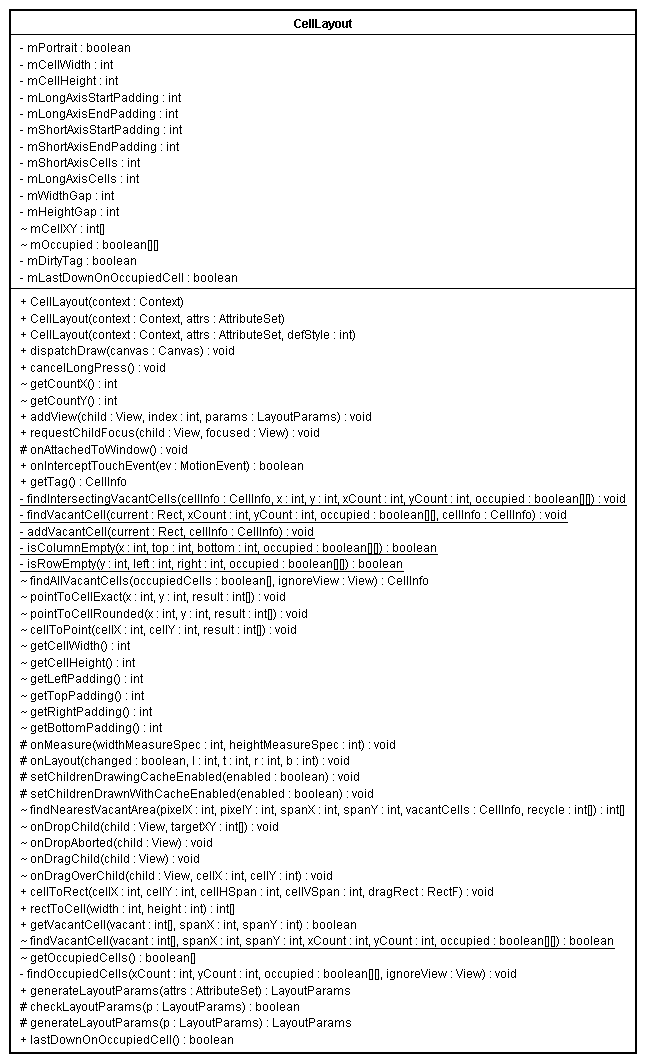 CellLayout
- mPortrait : boolean
- mCellWidth : int
- mCellHeight : int
- mLongAxisStartPadding : int
- mLongAxisEndPadding : int
- mShortAxisStartPadding : int
- mShortAxisEndPadding : int
- mShortAxisCells : int
- mLongAxisCells : int
- mWidthGap : int
- mHeightGap : int
~ mCellXY : int[]
~ mOccupied : boolean[][]
- mDirtyTag : boolean
- mLastDownOnOccupiedCell : boolean
+ CellLayout(context : Context)
+ CellLayout(context : Context, attrs : AttributeSet)
+ CellLayout(context : Context, attrs : AttributeSet, defStyle : int)
+ dispatchDraw(canvas : Canvas) : void
+ cancelLongPress() : void
~ getCountX() : int
~ getCountY() : int
+ addView(child : View, index : int, params : LayoutParams) : void
+ requestChildFocus(child : View, focused : View) : void
# onAttachedToWindow() : void
+ onInterceptTouchEvent(ev : MotionEvent) : boolean
+ getTag() : CellInfo
- findIntersectingVacantCells(cellInfo : CellInfo, x : int, y : int, xCount : int, yCount : int, occupied : boolean[][]) : void
- findVacantCell(current : Rect, xCount : int, yCount : int, occupied : boolean[][], cellInfo : CellInfo) : void
- addVacantCell(current : Rect, cellInfo : CellInfo) : void
- isColumnEmpty(x : int, top : int, bottom : int, occupied : boolean[][]) : boolean
- isRowEmpty(y : int, left : int, right : int, occupied : boolean[][]) : boolean
~ findAllVacantCells(occupiedCells : boolean[], ignoreView : View) : CellInfo
~ pointToCellExact(x : int, y : int, result : int[]) : void
~ pointToCellRounded(x : int, y : int, result : int[]) : void
~ cellToPoint(cellX : int, cellY : int, result : int[]) : void
~ getCellWidth() : int
~ getCellHeight() : int
~ getLeftPadding() : int
~ getTopPadding() : int
~ getRightPadding() : int
~ getBottomPadding() : int
# onMeasure(widthMeasureSpec : int, heightMeasureSpec : int) : void
# onLayout(changed : boolean, l : int, t : int, r : int, b : int) : void
# setChildrenDrawingCacheEnabled(enabled : boolean) : void
# setChildrenDrawnWithCacheEnabled(enabled : boolean) : void
~ findNearestVacantArea(pixelX : int, pixelY : int, spanX : int, spanY : int, vacantCells : CellInfo, recycle : int[]) : int[]
~ onDropChild(child : View, targetXY : int[]) : void
~ onDropAborted(child : View) : void
~ onDragChild(child : View) : void
~ onDragOverChild(child : View, cellX : int, cellY : int) : void
+ cellToRect(cellX : int, cellY : int, cellHSpan : int, cellVSpan : int, dragRect : RectF) : void
+ rectToCell(width : int, height : int) : int[]
+ getVacantCell(vacant : int[], spanX : int, spanY : int) : boolean
~ findVacantCell(vacant : int[], spanX : int, spanY : int, xCount : int, yCount : int, occupied : boolean[][]) : boolean
~ getOccupiedCells() : boolean[]
- findOccupiedCells(xCount : int, yCount : int, occupied : boolean[][], ignoreView : View) : void
+ generateLayoutParams(attrs : AttributeSet) : LayoutParams
# checkLayoutParams(p : LayoutParams) : boolean
# generateLayoutParams(p : LayoutParams) : LayoutParams
+ lastDownOnOccupiedCell() : boolean